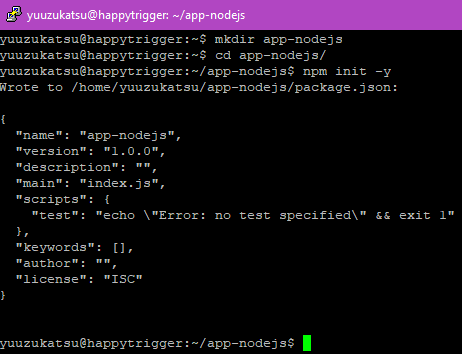 yuuzukatsu@happytrigger: ~/app-nodejs
yuuzukatsu@happytrigger:~$ mkdir app-nodejs
yuuzukatsu@happytrigger:~$ cd app-nodejs/
yuuzukatsu@happytrigger:~/app-nodejs$ npm init -y
Wrote to /home/yuuzukatsu/app-nodejs/package.json:
{
  "name": "app-nodejs",
  "version": "1.0.0",
  "description": "",
  "main": "index.js",
  "scripts": {
    "test": "echo \"Error: no test specified\" && exit 1"
  },
  "keywords": [],
  "author": "",
  "license": "ISC"
}
yuuzukatsu@happytrigger:~/app-nodejs$